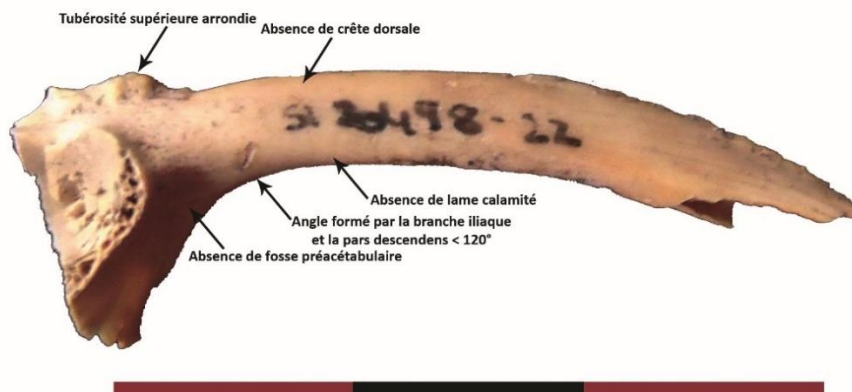 Tubérosité supérieure arrondie
Absence de crête dorsale
20498-22
Absence de lame calamité
Angle formé par la branche iliaque
et la pars descendens < 120°
Absence de fosse préacétabulaire